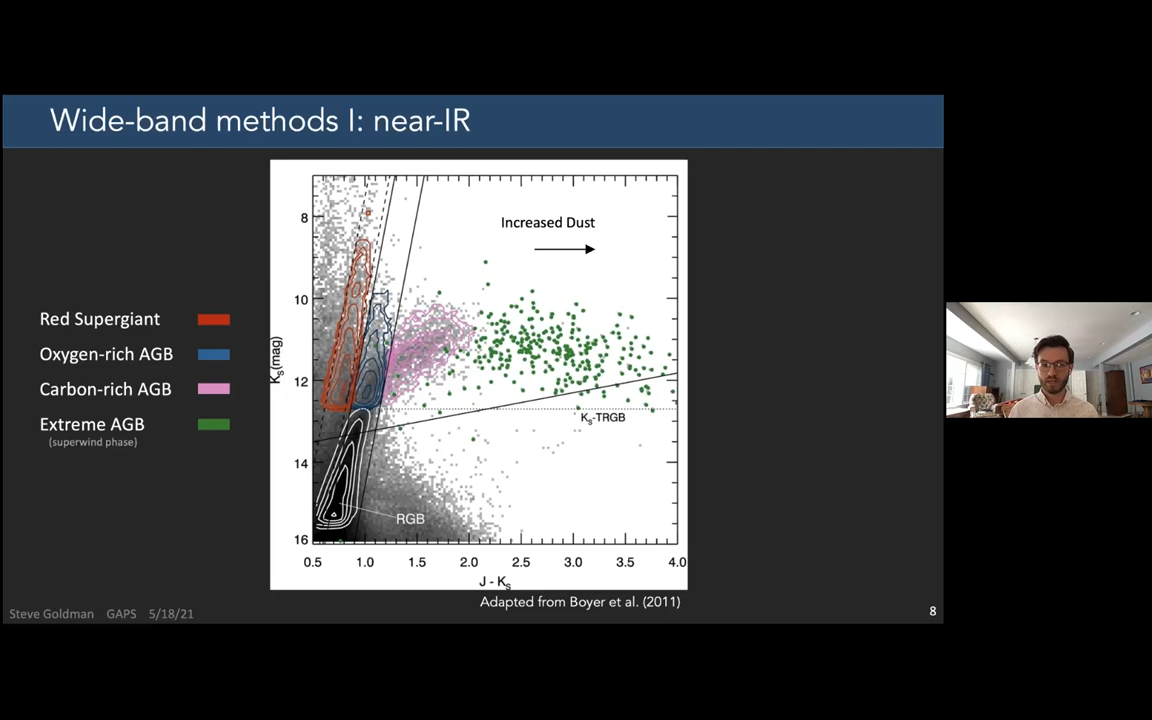 Wide-band methods I: near-IR
Red Supergiant
Oxygen-rich AGB
Carbon-rich AGB
Extreme AGB
(superwind phase)
Increased Dust
Ks(mag)
8
10
12
14
16
Ks-TRGB
RGB
0.5 1.0 1.5 2.0 2.5 3.0 3.5 4.0
J - Ks
Adapted from Boyer et al. (2011)
Steve Goldman GAPS 5/18/21
8